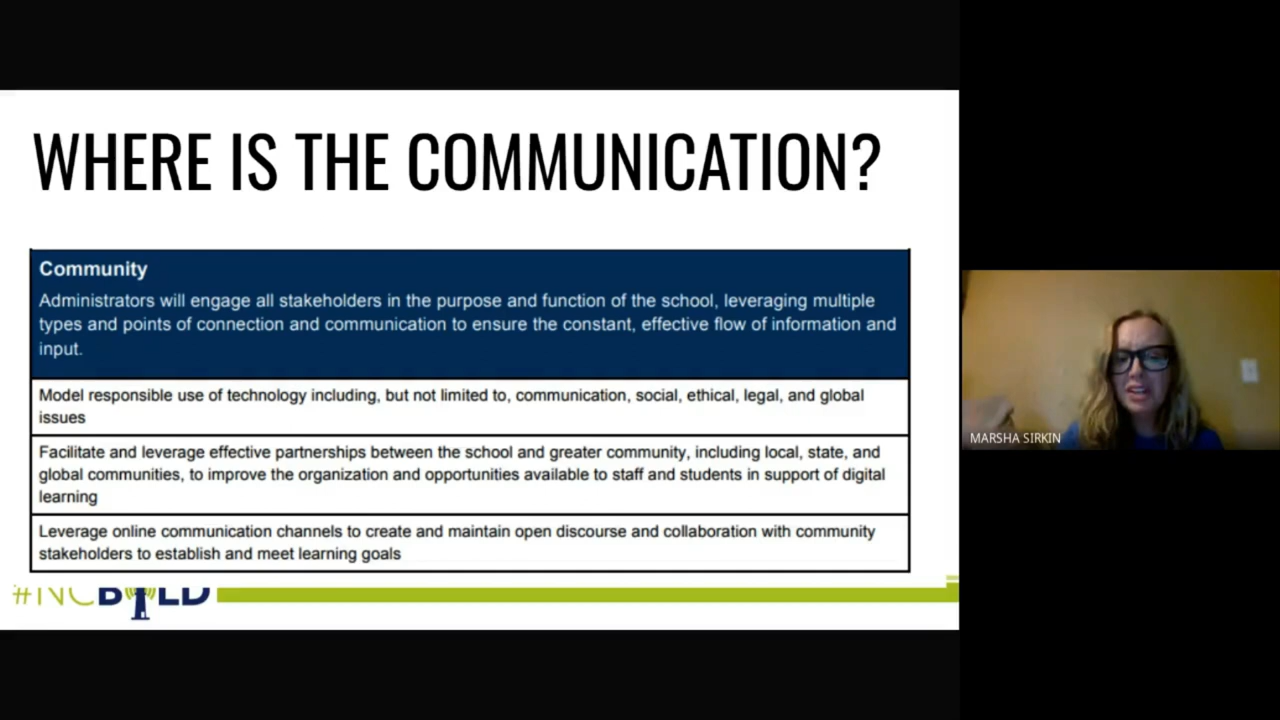 WHERE IS THE COMMUNICATION?
Community
Administrators will engage all stakeholders in the purpose and function of the school, leveraging multiple
types and points of connection and communication to ensure the constant, effective flow of information and
input.
Model responsible use of technology including, but not limited to, communication, social, ethical, legal, and global
issues
Facilitate and leverage effective partnerships between the school and greater community, including local, state, and
global communities, to improve the organization and opportunities available to staff and students in support of digital
learning
Leverage online communication channels to create and maintain open discourse and collaboration with community
stakeholders to establish and meet learning goals
MARSHA SIRKIN